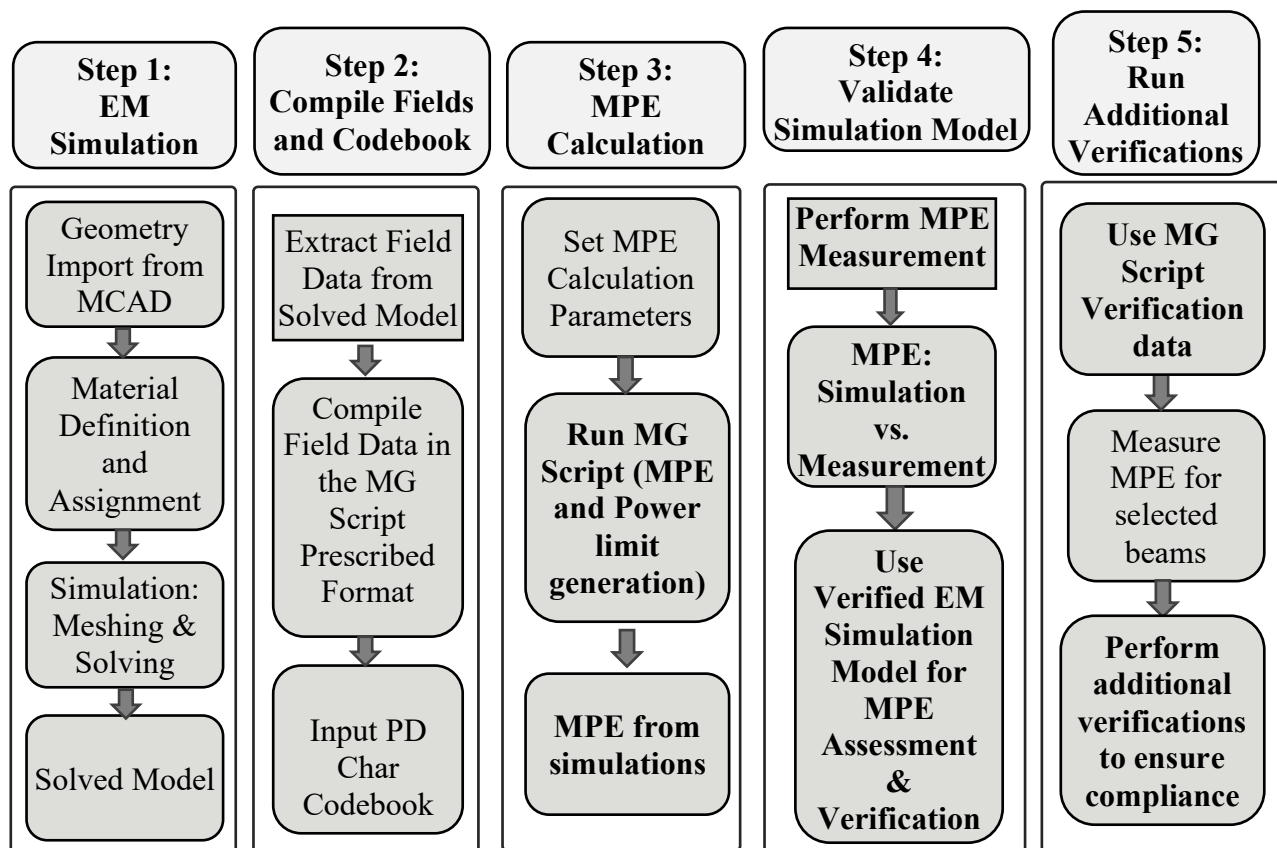 Step 1:
EM
Simulation
Step 2:
Compile Fields
and Codebook
Step 3:
MPE
Calculation
Step 4:
Validate
Simulation Model
Step 5:
Run
Additional
Verifications
Geometry
Import from
MCAD
Material
Definition
and
Assignment
Simulation:
Meshing &
Solving
Solved Model
Extract Field
Data from
Solved Model
Compile
Field Data in
the MG
Script
Prescribed
Format
Input PD
Char
Codebook
Set MPE
Calculation
Parameters
Run MG
Script (MPE
and Power
limit
generation)
MPE from
simulations
Perform MPE
Measurement
MPE:
Simulation
vs.
Measurement
Use
Verified EM
Simulation
Model for
MPE
Assessment
&
Verification
Use MG
Script
Verification
data
Measure
MPE for
selected
beams
Perform
additional
verifications
to ensure
compliance